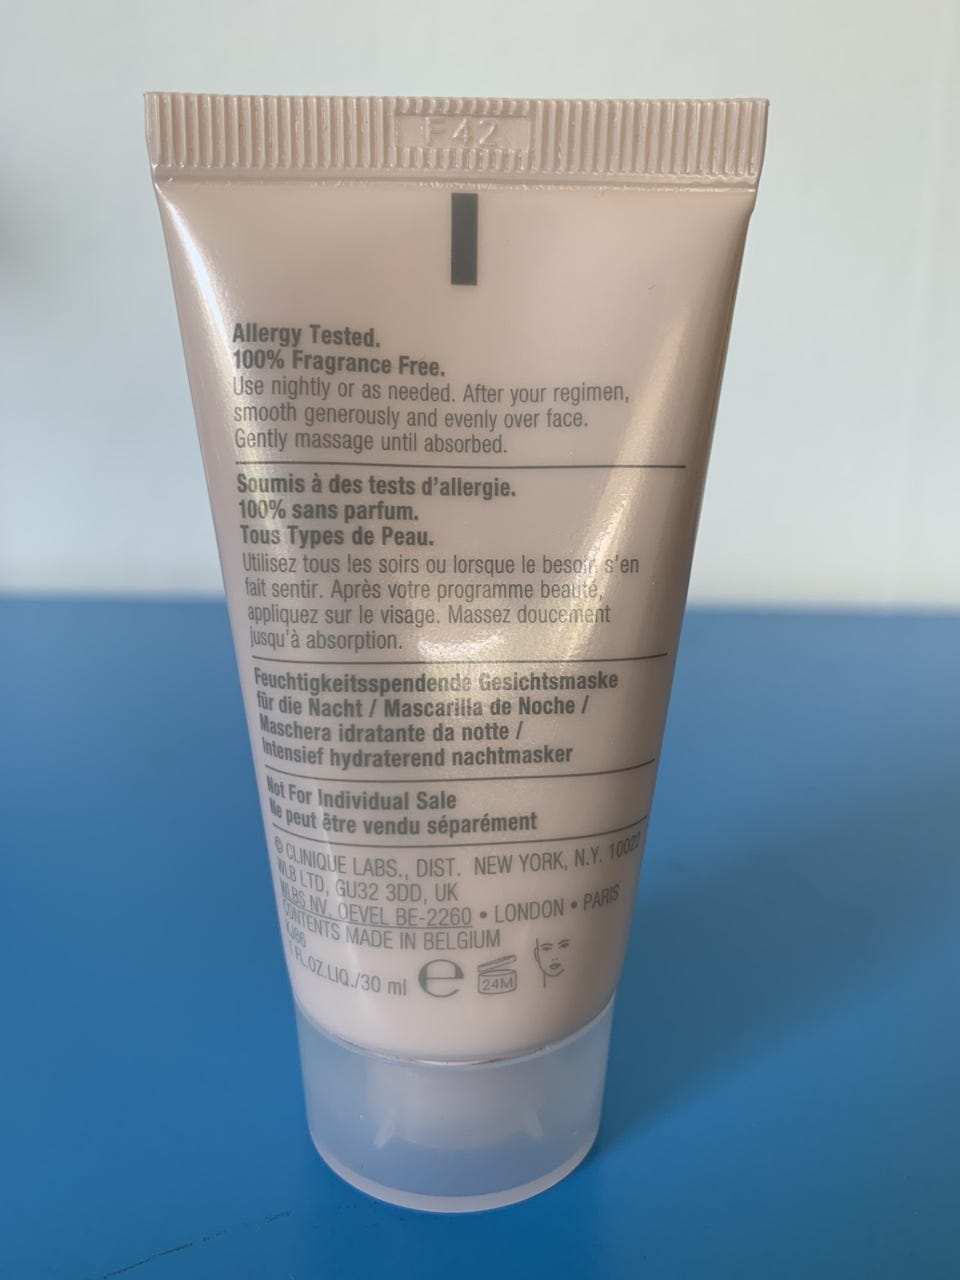 F42
Allergy Tested.
100% Fragrance Free.
Use nightly or as needed. After your regimen,
smooth generously and evenly over face.
Gently massage until absorbed.
Soumis à des tests d'allergie.
100% sans parfum.
Tous Types de Peau.
Utilisez tous les soirs ou lorsque le besoin s'en
fait sentir. Après votre programme beauté,
appliquez sur le visage. Massez doucement
jusqu'à absorption.
Feuchtigkeitsspendende Gesichtsmaske
für die Nacht / Mascarilla de Noche /
Maschera idratante da notte /
Intensief hydraterend nachtmasker
Not For Individual Sale
Ne peut être vendu séparément
© CLINIQUE LABS., DIST. NEW YORK, N.Y. 10022
WLB LTD, GU32 3DD, UK
WLBS NV, OEVEL BE-2260 • LONDON • PARIS
CONTENTS MADE IN BELGIUM
1 FL.OZ.LIQ./30 ml e 24M